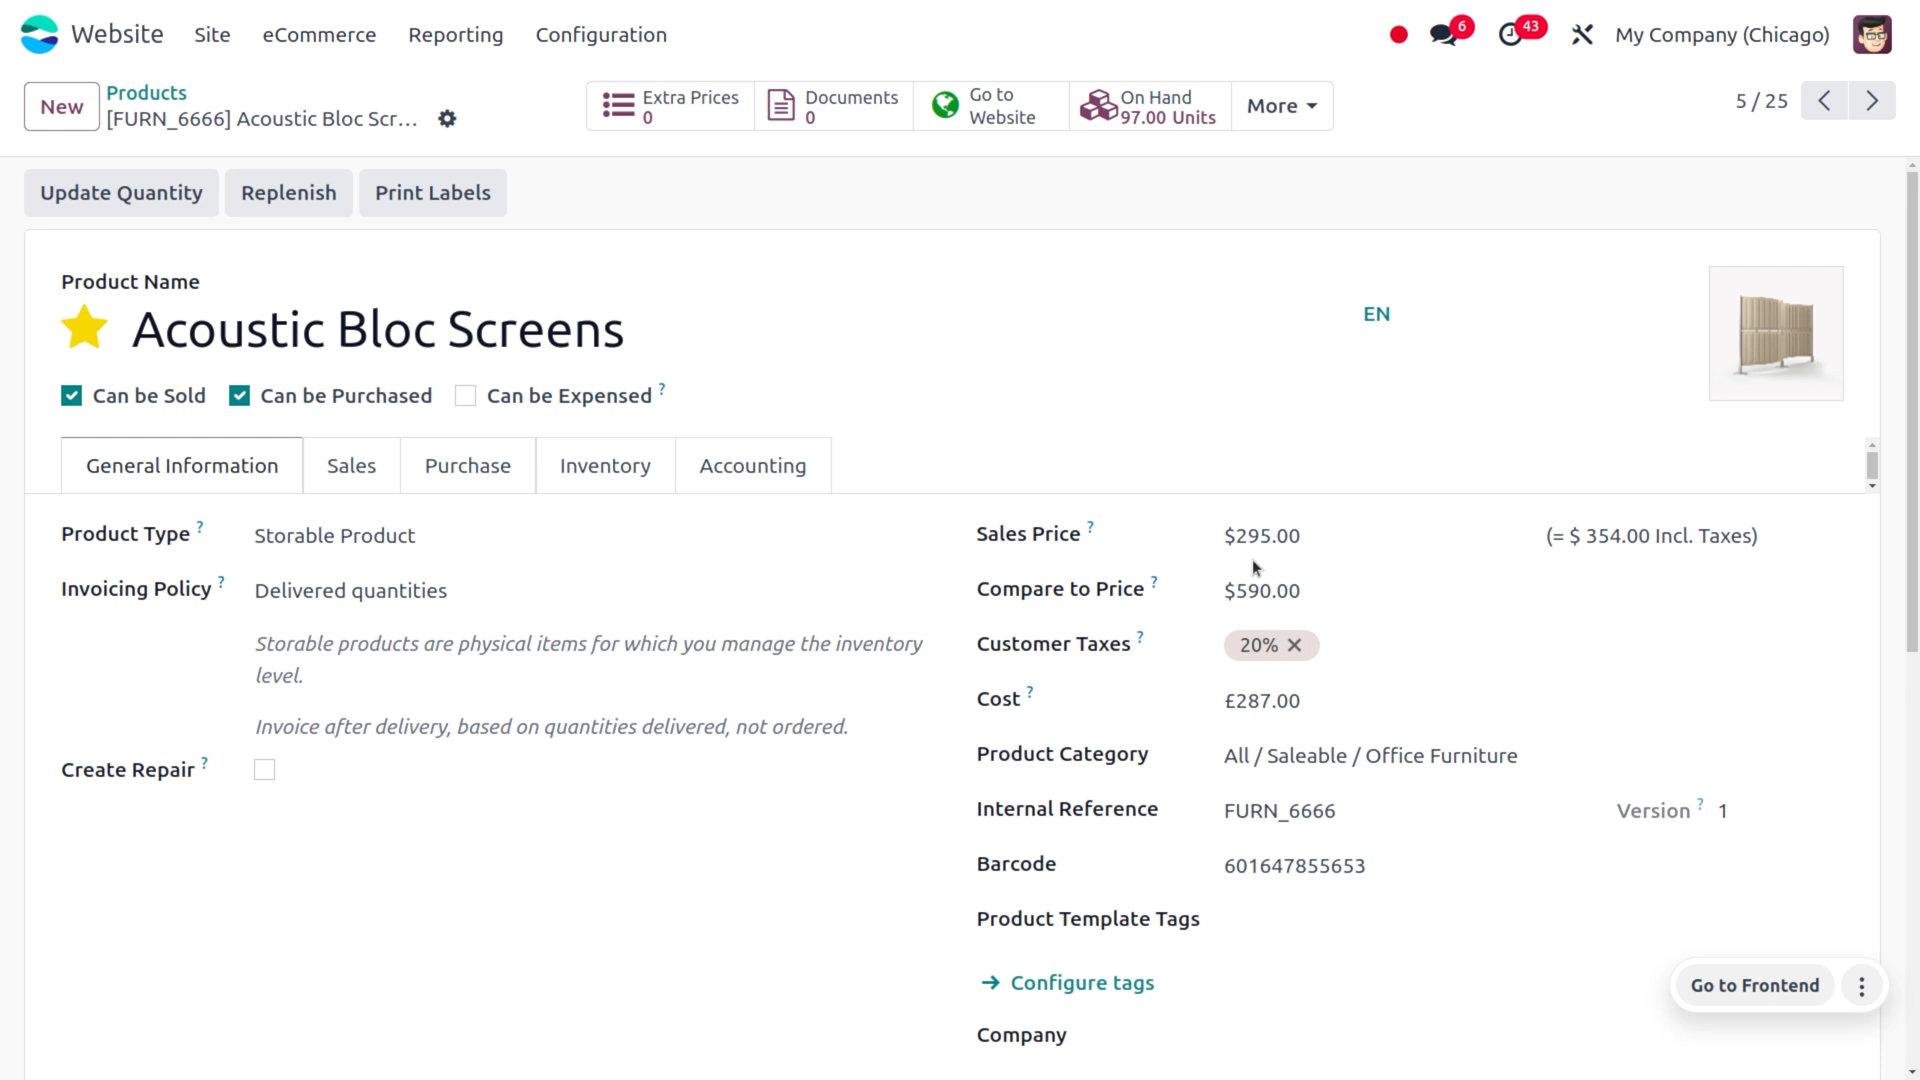 Website Site eCommerce Reporting Configuration 6 43 My Company (Chicago)
New Products
[FURN_6666] Acoustic Bloc Scr...
Extra Prices
0
Documents
0
Go to
Website
On Hand
97.00 Units
More
5 / 25
Update Quantity Replenish Print Labels
Product Name
Acoustic Bloc Screens
EN
Can be Sold Can be Purchased Can be Expensed ?
General Information Sales Purchase Inventory Accounting
Product Type ? Storable Product
Invoicing Policy ? Delivered quantities
Storable products are physical items for which you manage the inventory
level.
Invoice after delivery, based on quantities delivered, not ordered.
Create Repair ?
Sales Price ? $295.00 (= $ 354.00 Incl. Taxes)
Compare to Price ? $590.00
Customer Taxes ? 20%
Cost ? £287.00
Product Category All / Saleable / Office Furniture
Internal Reference FURN_6666 Version ? 1
Barcode 601647855653
Product Template Tags
Configure tags
Company
Go to Frontend